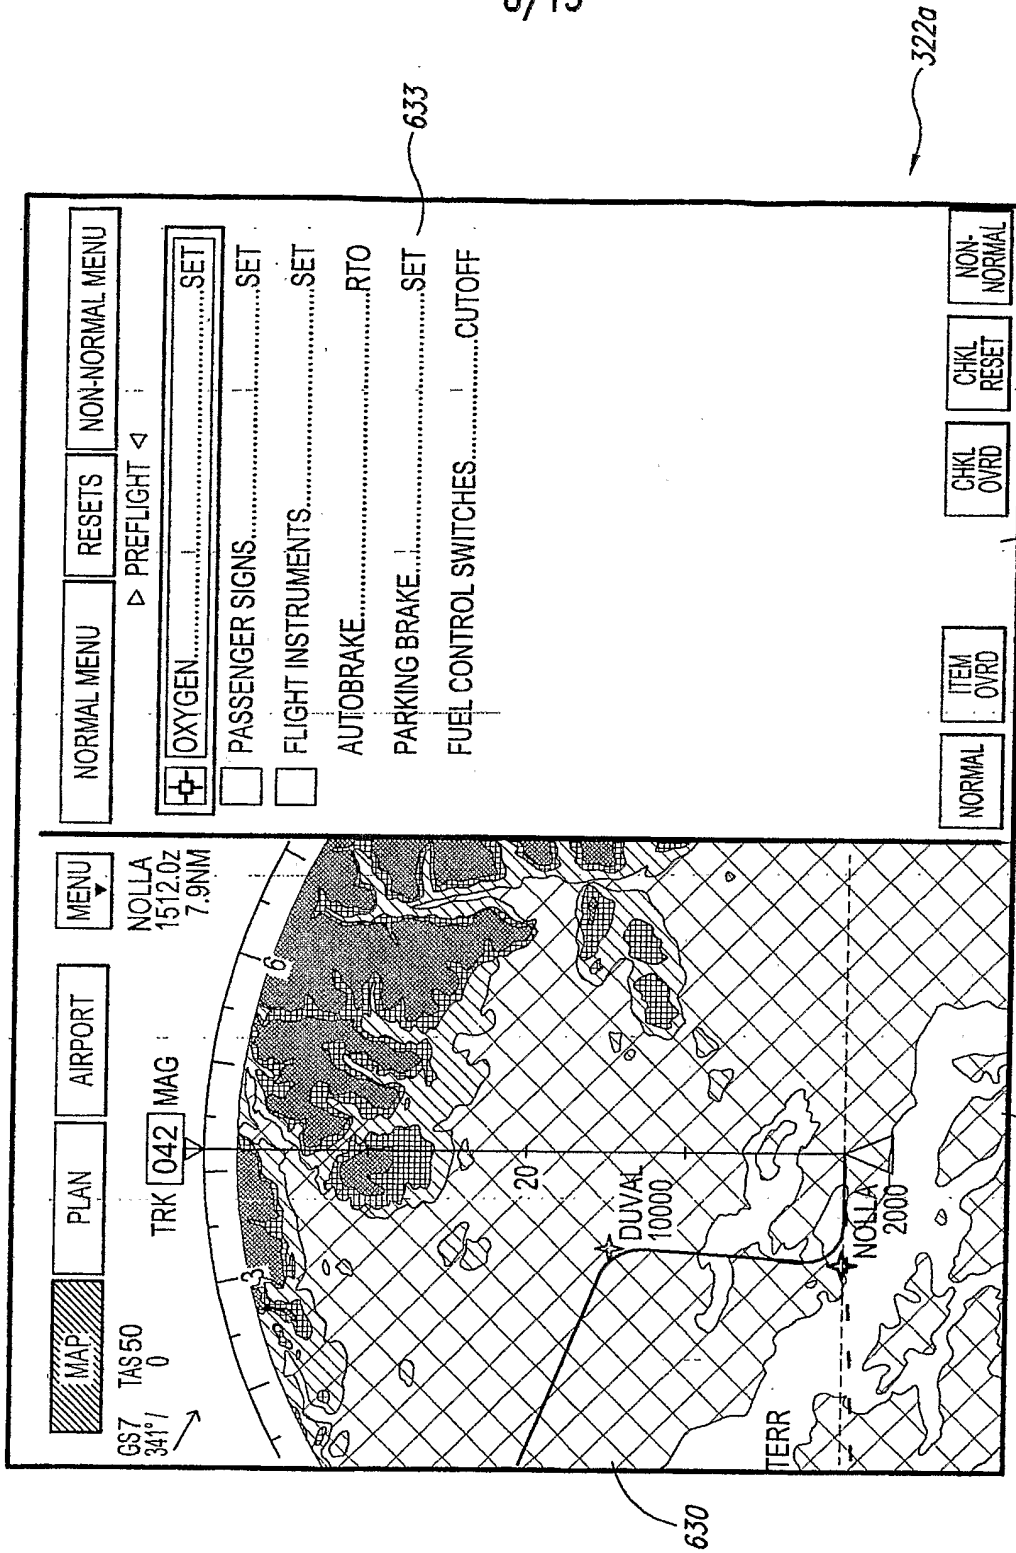 8/15
322a
MAP
PLAN
AIRPORT
MENU
GS7 TAS50
341°/ 0
TRK 042 MAG
NOLLA
1512.0z
7.9NM
3
6
20
DUVAL
10000
NOLLA
2000
TERR
630
NORMAL MENU
RESETS
NON-NORMAL MENU
▷ PREFLIGHT ◁
OXYGEN..............................SET
PASSENGER SIGNS..............................SET
FLIGHT INSTRUMENTS..............................SET
AUTOBRAKE..............................RTO
PARKING BRAKE..............................SET
FUEL CONTROL SWITCHES..............CUTOFF
633
NORMAL
ITEM
OVRD
CHKL
OVRD
CHKL
RESET
NON-
NORMAL